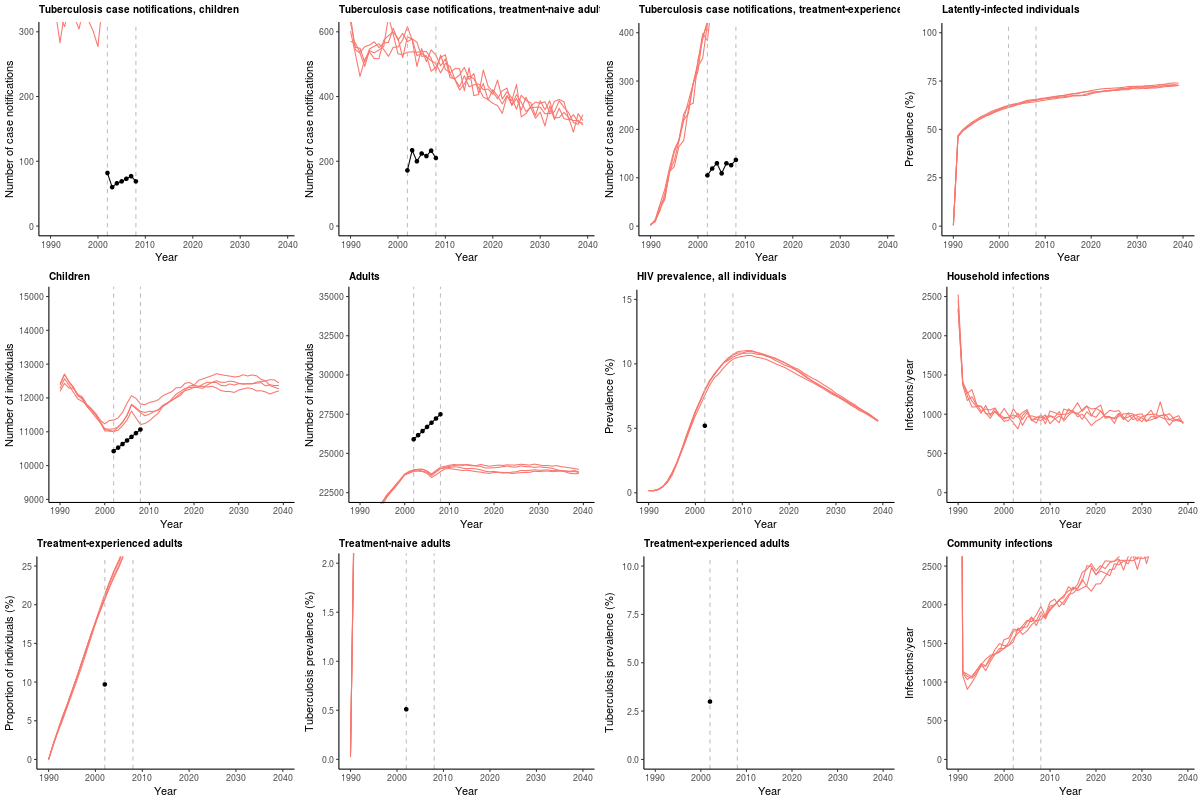 Tuberculosis case notifications, children
Number of case notifications
300
200
100
0
1990 2000 2010 2020 2030 2040
Year
Tuberculosis case notifications, treatment-naive adul
Number of case notifications
600
400
200
0
1990 2000 2010 2020 2030 2040
Year
Tuberculosis case notifications, treatment-experience
Number of case notifications
400
300
200
100
0
1990 2000 2010 2020 2030 2040
Year
Latently-infected individuals
Prevalence (%)
100
75
50
25
0
1990 2000 2010 2020 2030 2040
Year
Children
Number of individuals
15000
14000
13000
12000
11000
10000
9000
1990 2000 2010 2020 2030 2040
Year
Adults
Number of individuals
35000
32500
30000
27500
25000
22500
1990 2000 2010 2020 2030 2040
Year
HIV prevalence, all individuals
Prevalence (%)
15
10
5
0
1990 2000 2010 2020 2030 2040
Year
Household infections
Infections/year
2500
2000
1500
1000
500
0
1990 2000 2010 2020 2030 2040
Year
Treatment-experienced adults
Proportion of individuals (%)
25
20
15
10
5
0
1990 2000 2010 2020 2030 2040
Year
Treatment-naive adults
Tuberculosis prevalence (%)
2.0
1.5
1.0
0.5
0.0
1990 2000 2010 2020 2030 2040
Year
Treatment-experienced adults
Tuberculosis prevalence (%)
10.0
7.5
5.0
2.5
0.0
1990 2000 2010 2020 2030 2040
Year
Community infections
Infections/year
2500
2000
1500
1000
500
0
1990 2000 2010 2020 2030 2040
Year